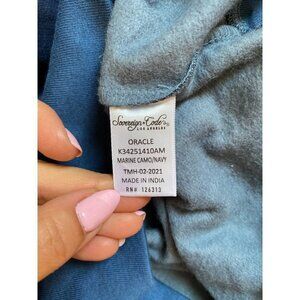 Sovereign Code
LOS ANGELES
ORACLE
K34251410AM
MARINE CAMO/NAVY
TMH-02-2021
MADE IN INDIA
RN# 126313